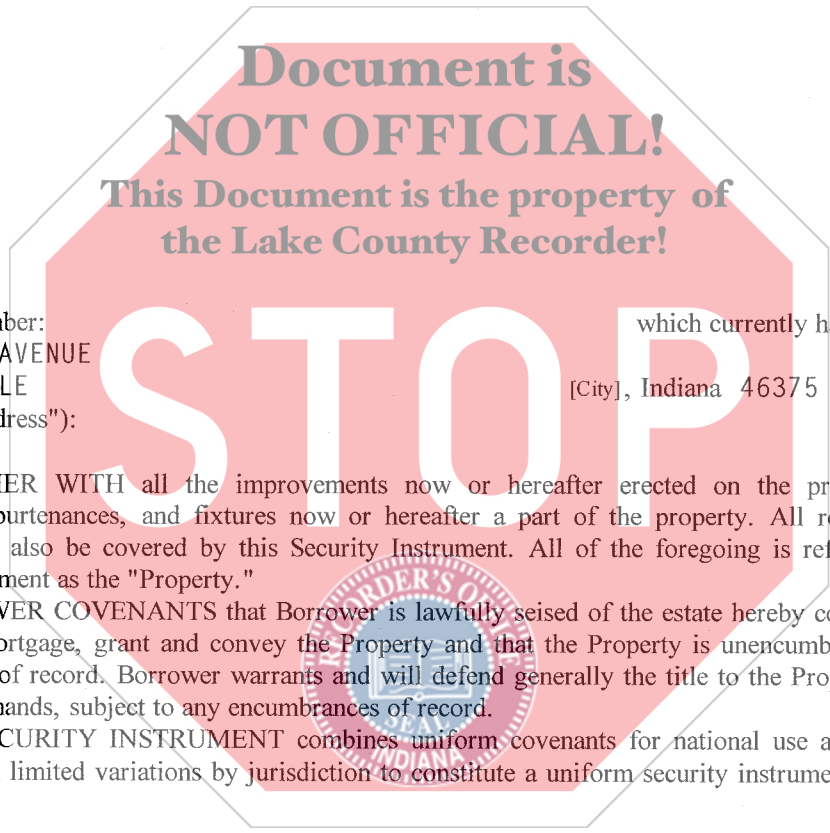 Document is
NOT OFFICIAL!
This Document is the property of
the Lake County Recorder!
STOP
ber: which currently h
AVENUE
LE [City], Indiana 46375
dress"):
ER WITH all the improvements now or hereafter erected on the pr
purtenances, and fixtures now or hereafter a part of the property. All r
also be covered by this Security Instrument. All of the foregoing is ref
ment as the "Property."
VER COVENANTS that Borrower is lawfully seised of the estate hereby co
ortgage, grant and convey the Property and that the Property is unencumb
of record. Borrower warrants and will defend generally the title to the Pro
ands, subject to any encumbrances of record.
CURITY INSTRUMENT combines uniform covenants for national use a
limited variations by jurisdiction to constitute a uniform security instrume
RECORDER'S OFFICE
SEAL
INDIANA